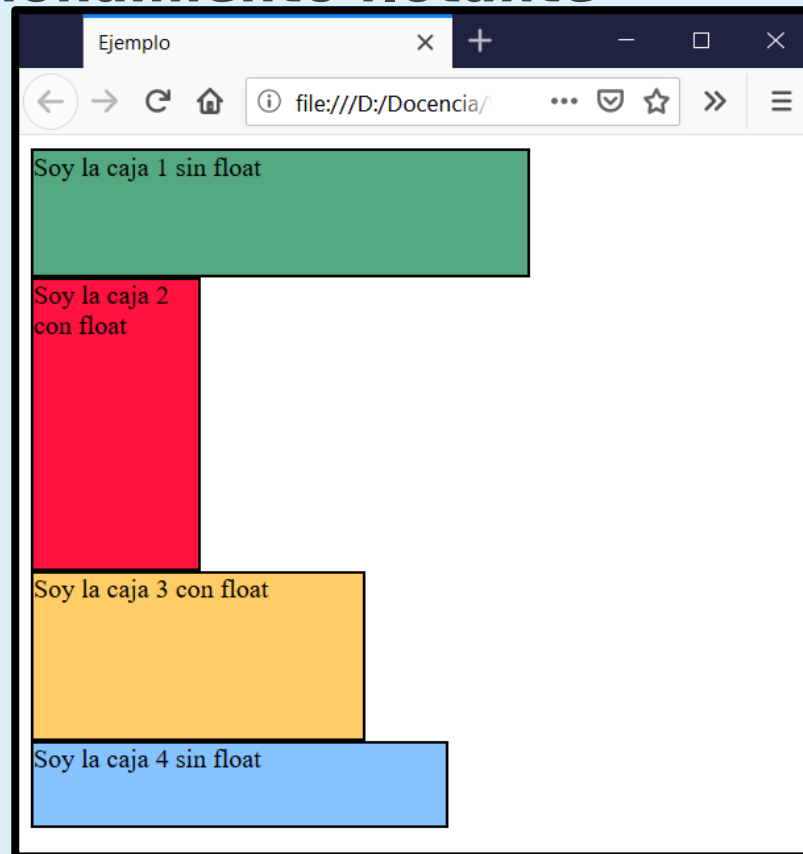 Ejemplo
file:///D:/Docencia/
Soy la caja 1 sin float
Soy la caja 2
con float
Soy la caja 3 con float
Soy la caja 4 sin float